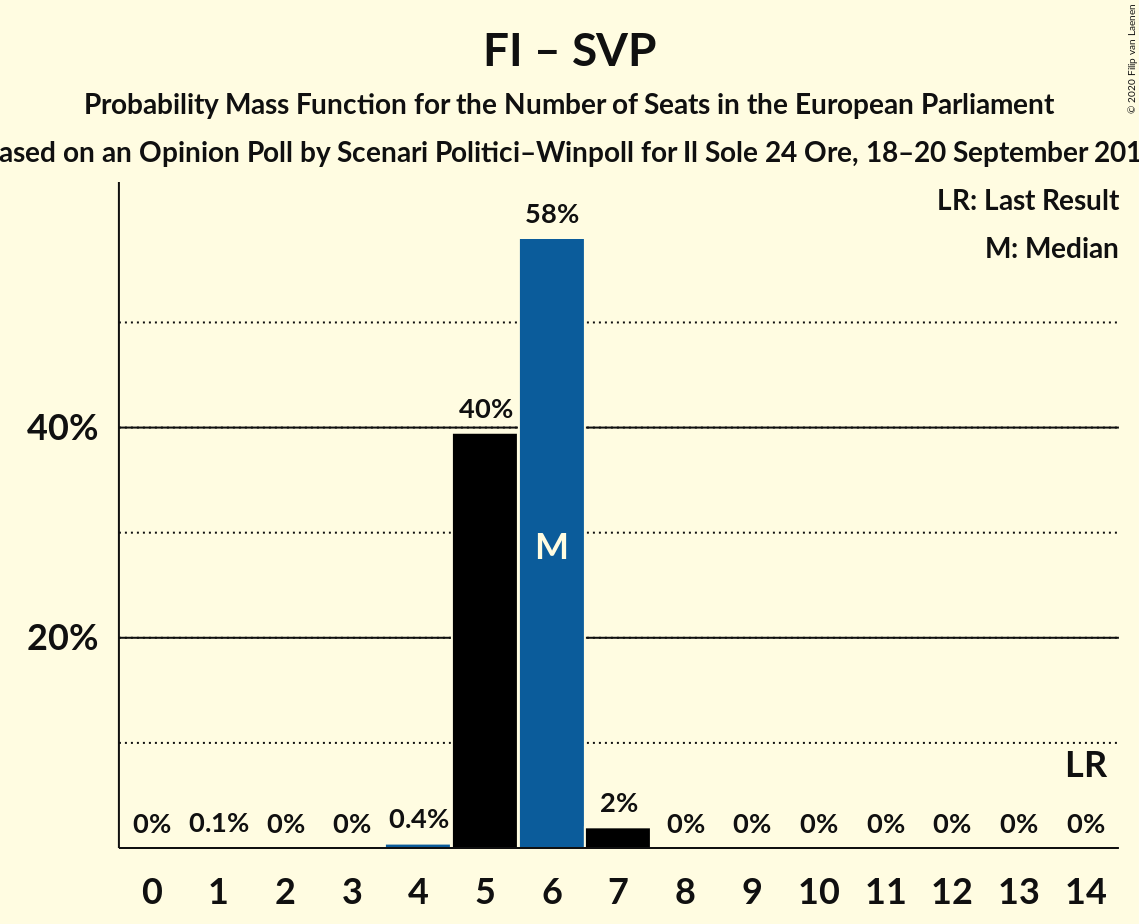 FI – SVP
Probability Mass Function for the Number of Seats in the European Parliament
ased on an Opinion Poll by Scenari Politici–Winpoll for Il Sole 24 Ore, 18–20 September 201
© 2020 Filip van Laenen
LR: Last Result
M: Median
58%
40%
40%
M
20%
LR
0% 0.1% 0% 0% 0.4% 2% 0% 0% 0% 0% 0% 0% 0%
0 1 2 3 4 5 6 7 8 9 10 11 12 13 14